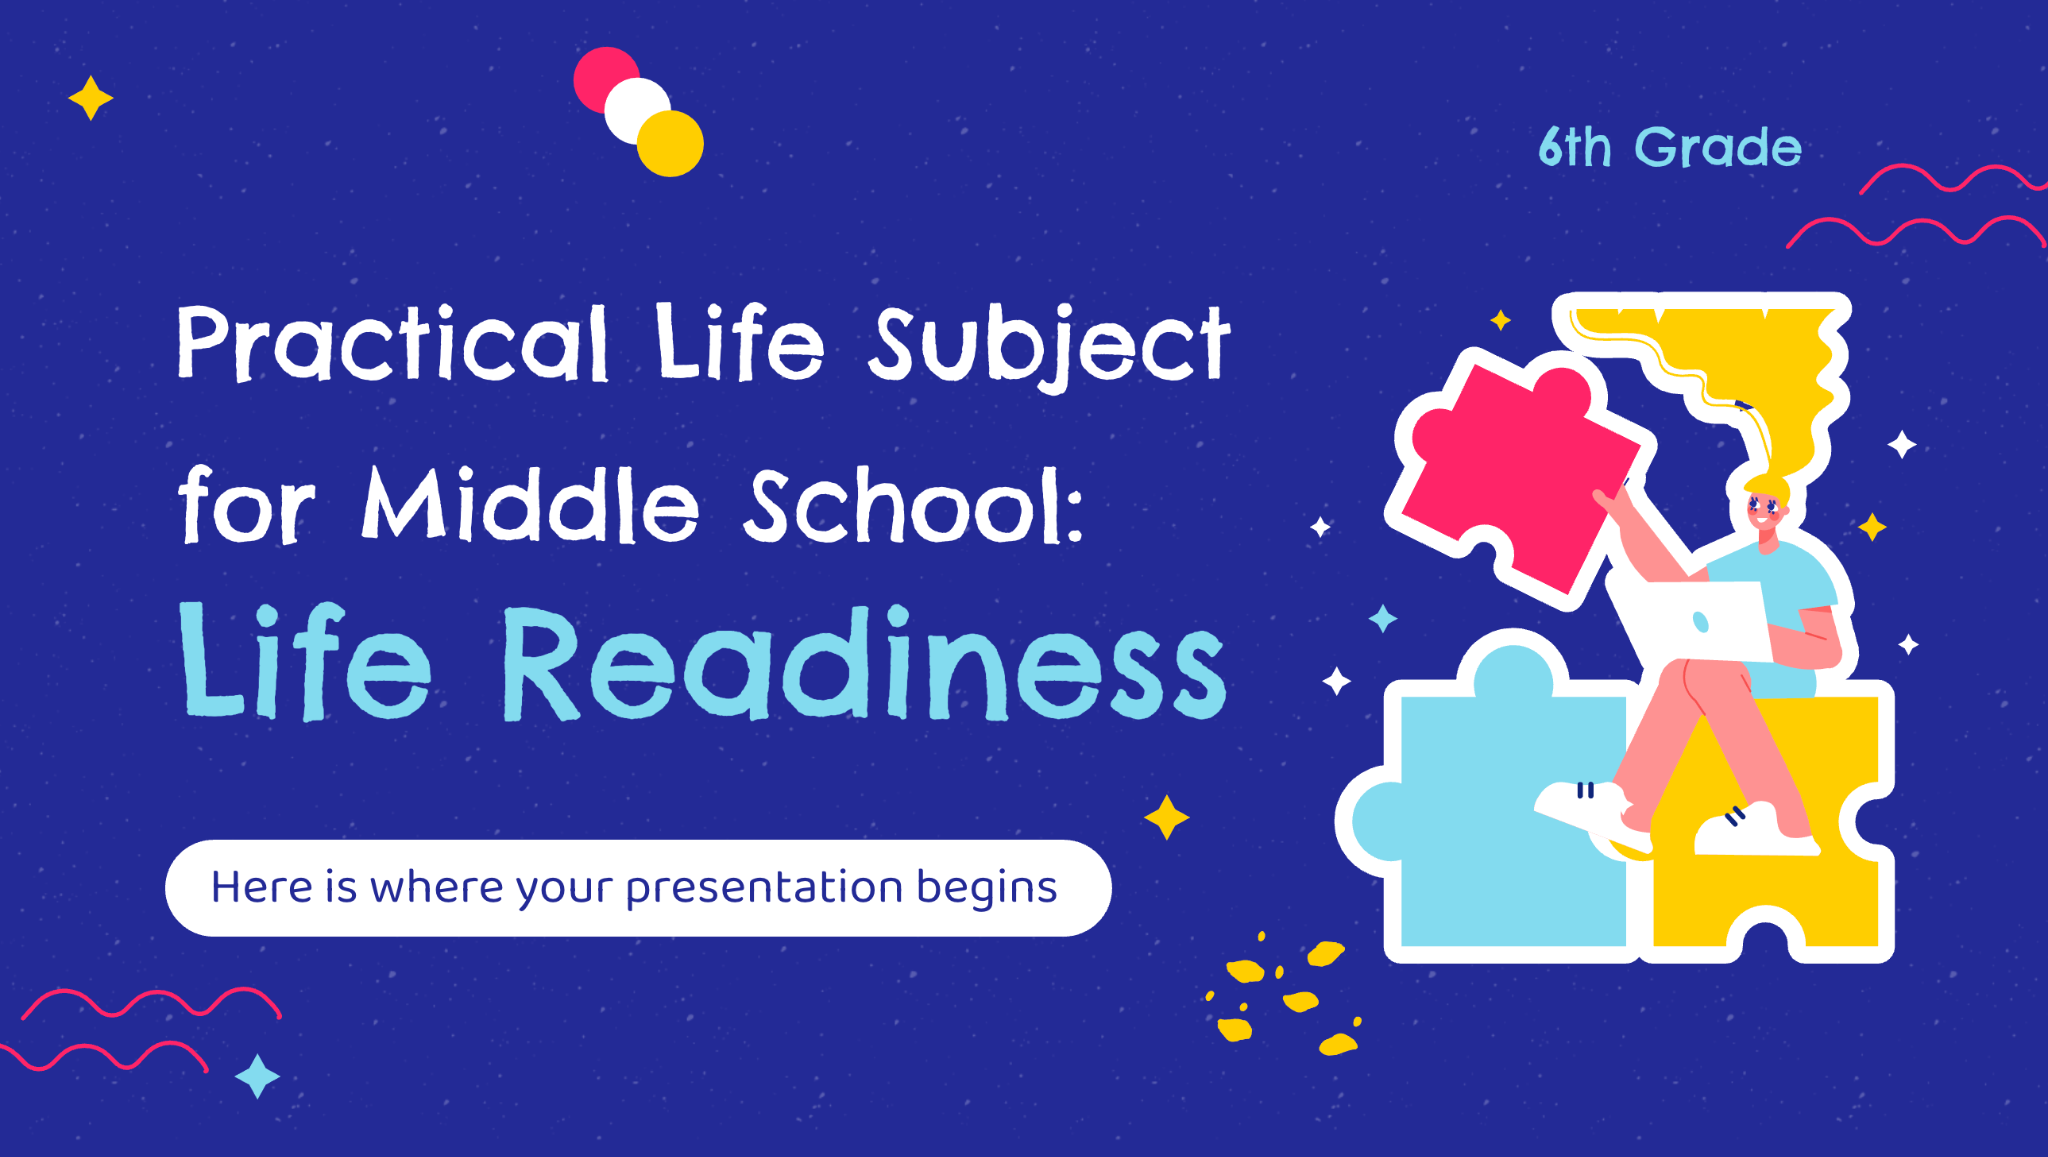 6th Grade
Practical Life Subject
for Middle School:
Life Readiness
Here is where your presentation begins